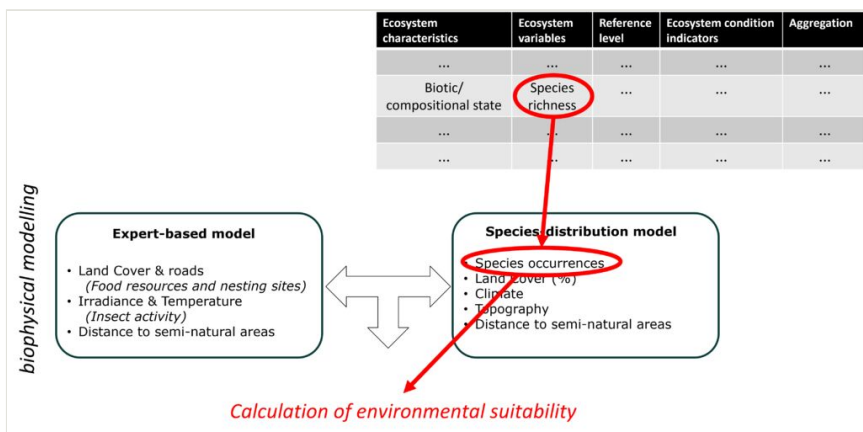 Ecosystem characteristics
Ecosystem variables
Reference level
Ecosystem condition indicators
Aggregation
... ... ... ... ...
Biotic/ compositional state
Species richness
... ... ...
... ... ... ... ...
... ... ... ... ...
biophysical modelling
Expert-based model
• Land Cover & roads
(Food resources and nesting sites)
• Irradiance & Temperature
(Insect activity)
• Distance to semi-natural areas
Species distribution model
• Species occurrences
• Land Cover (%)
• Climate
• Topography
• Distance to semi-natural areas
Calculation of environmental suitability